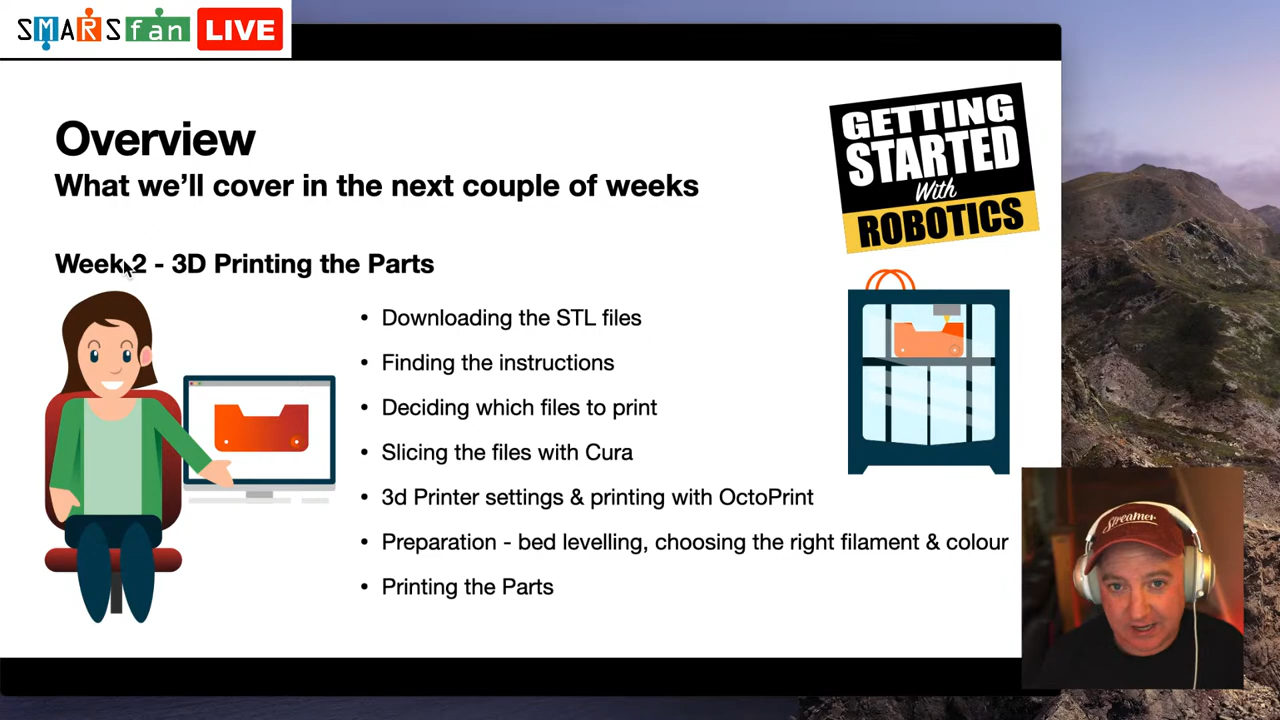 SMARSfan LIVE
Overview
What we'll cover in the next couple of weeks
GETTING
STARTED
With
ROBOTICS
Week 2 - 3D Printing the Parts
• Downloading the STL files
• Finding the instructions
• Deciding which files to print
• Slicing the files with Cura
• 3d Printer settings & printing with OctoPrint
• Preparation - bed levelling, choosing the right filament & colour
• Printing the Parts
Streamer